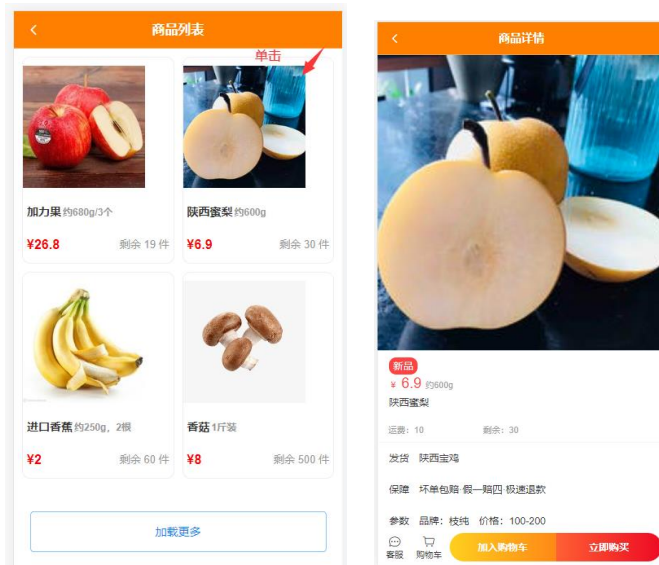 商品列表
单击
加力果 约680g/3个
¥26.8 剩余 19 件
陕西蜜梨 约600g
¥6.9 剩余 30 件
进口香蕉 约250g，2根
¥2 剩余 60 件
香菇 1斤装
¥8 剩余 500 件
加载更多
商品详情
新品
¥ 6.9 约600g
陕西蜜梨
运费：10 剩余：30
发货 陕西宝鸡
保障 坏单包赔·假一赔四·极速退款
参数 品牌：枝纯 价格：100-200
客服 购物车 加入购物车 立即购买